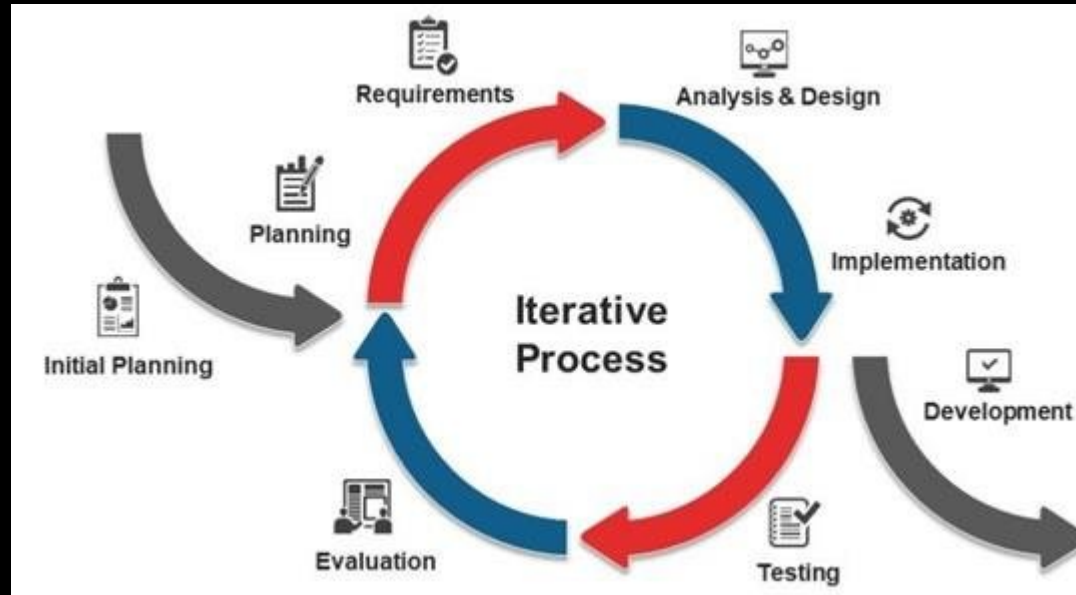 Requirements
Analysis & Design
Planning
Implementation
Iterative
Process
Initial Planning
Development
Evaluation
Testing